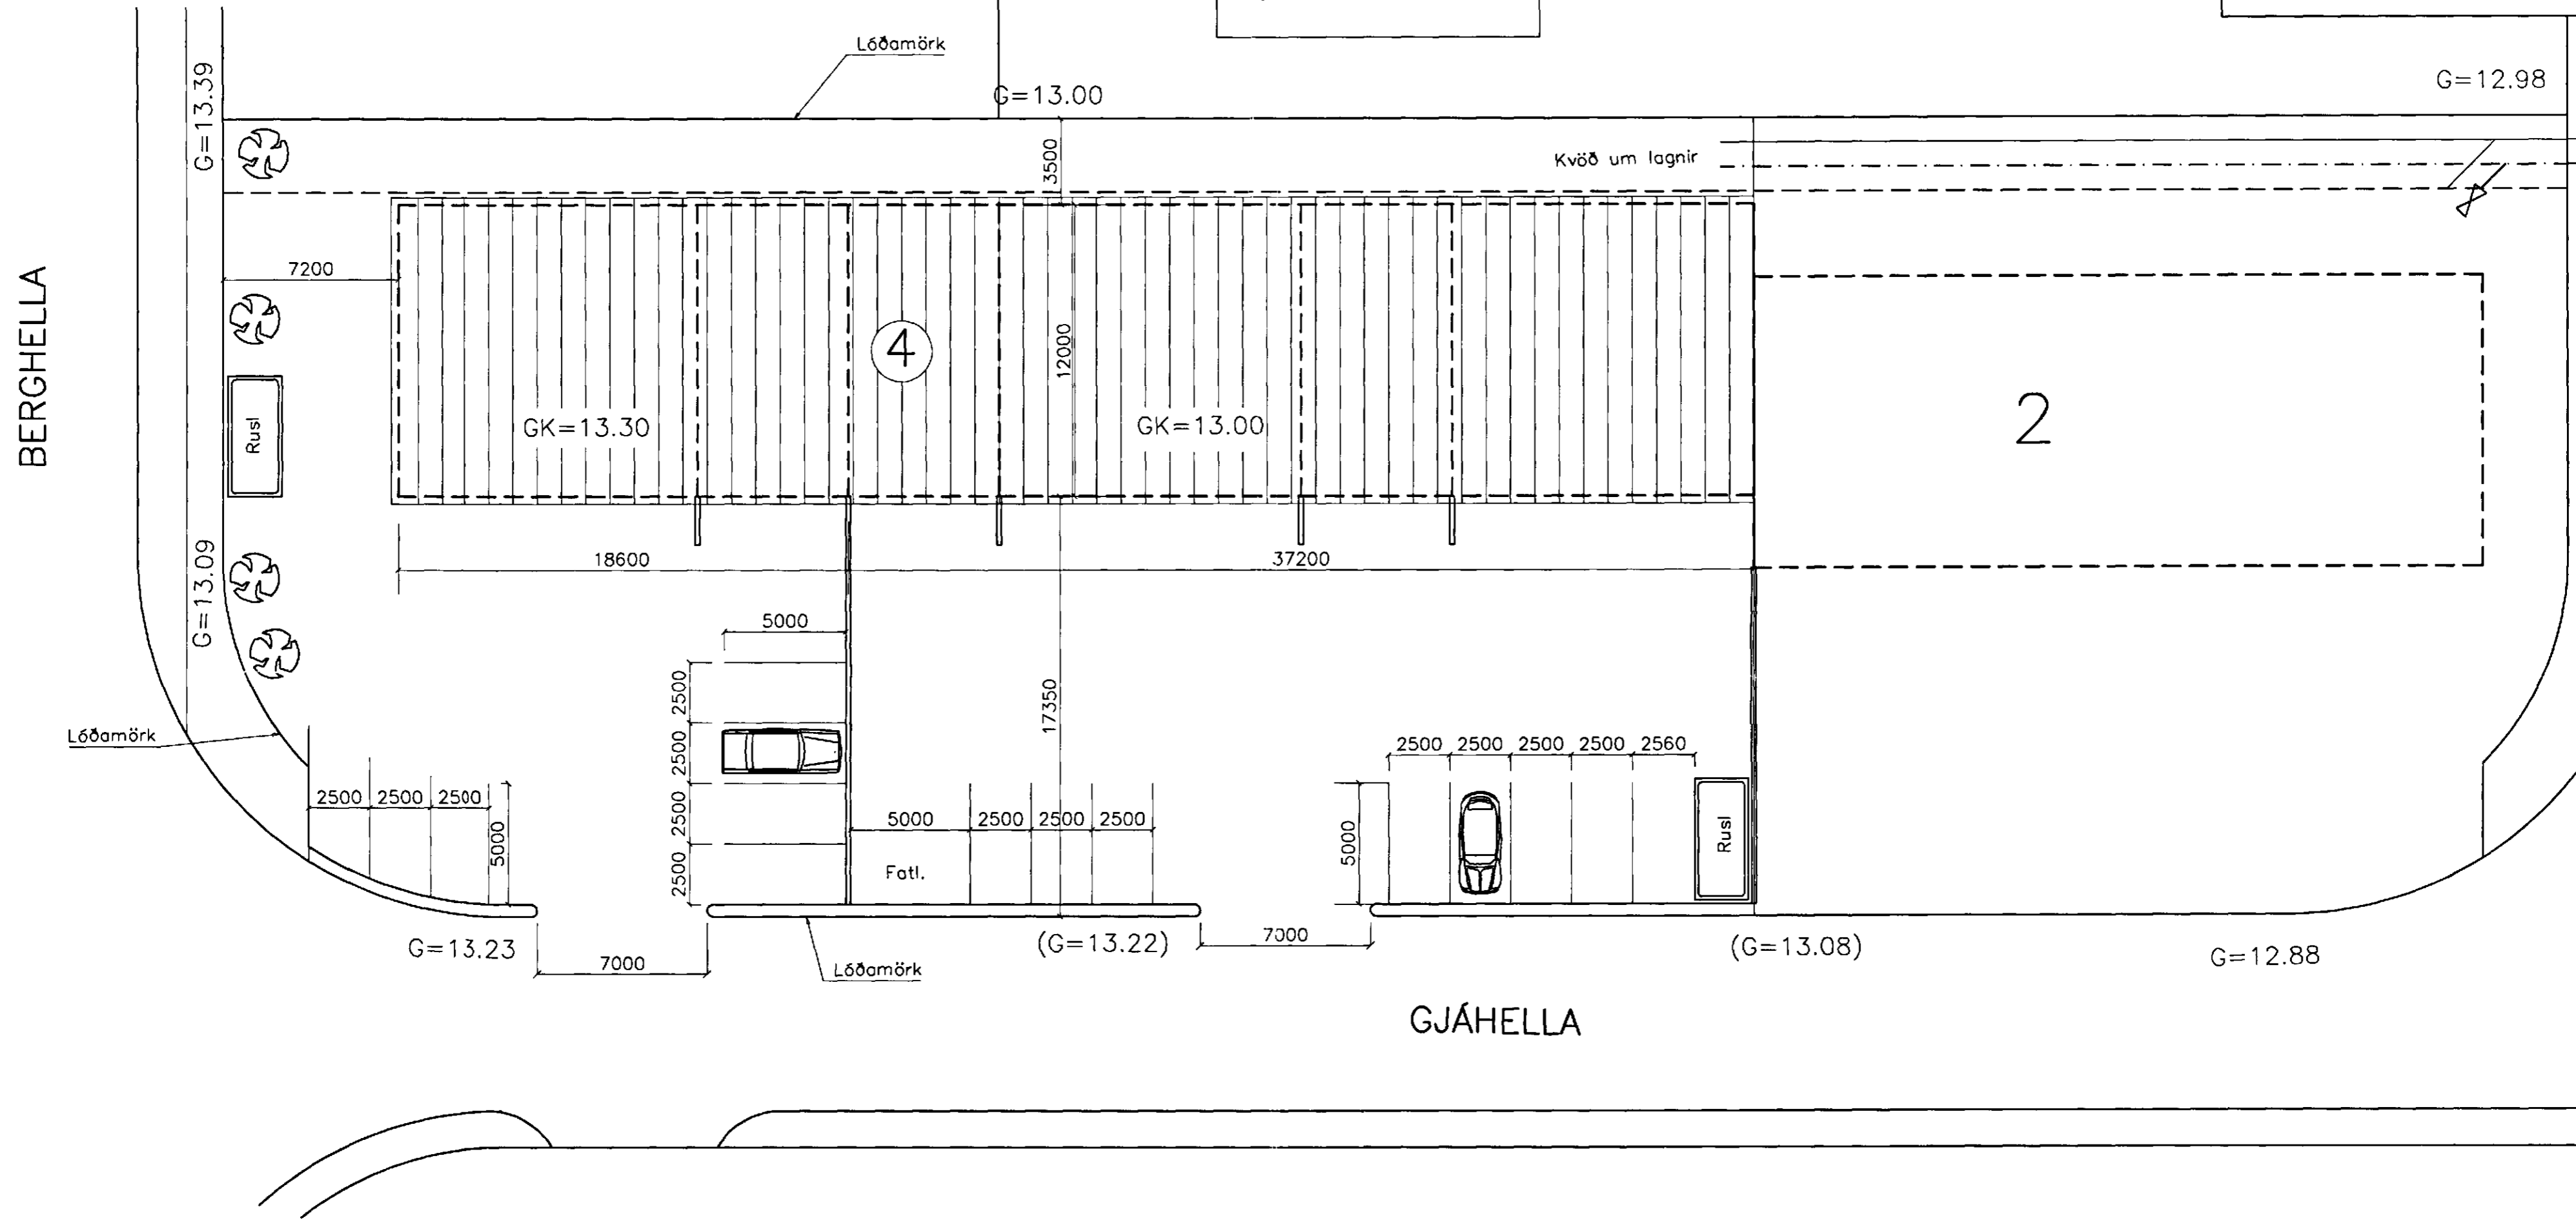 Lóðamörk
G=13.39
G=13.00
G=12.98
3500
Kvöð um lagnir
7200
BERGHELLA
4
12000
2
Rusl
GK=13.30
GK=13.00
G=13.09
18600
37200
5000
2500
2500
2500
2500
17350
Lóðamörk
2500
2500
2500
5000
5000
2500
2500
2500
Fatl.
2500
2500
2500
2500
2560
5000
Rusl
G=13.23
7000
Lóðamörk
(G=13.22)
7000
(G=13.08)
G=12.88
GJÁHELLA